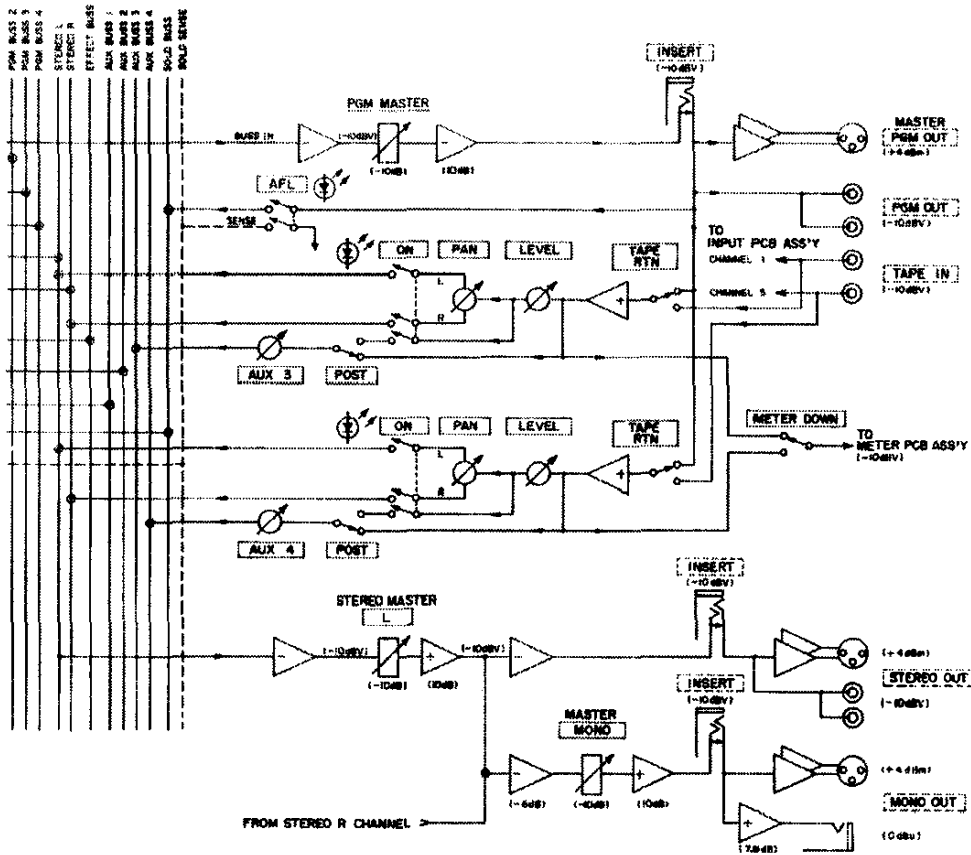 PGM BUSS 2
PGM BUSS 3
PGM BUSS 4
STEREO L
STEREO R
EFFECT BUSS
AUX BUSS 1
AUX BUSS 2
AUX BUSS 3
AUX BUSS 4
SOLO BUSS
SOLO SENSE
INSERT
(-10dBV)
PGM MASTER
BUSS IN
(-10dBV)
(-10dB)
(10dB)
MASTER
PGM OUT
(+4dBm)
AFL
SENSE
PGM OUT
(-10dBV)
TO
INPUT PCB ASS'Y
CHANNEL 1
CHANNEL 5
TAPE IN
(-10dBV)
ON
PAN
LEVEL
TAPE
RTN
L
R
AUX 3
POST
METER DOWN
TO
METER PCB ASS'Y
(-10dBV)
ON
PAN
LEVEL
TAPE
RTN
L
R
AUX 4
POST
INSERT
(-10dBV)
STEREO MASTER
L
(-10dBV)
(-10dBV)
(-10dB)
(10dB)
(+4dBm)
STEREO OUT
(-10dBV)
INSERT
(-10dBV)
MASTER
MONO
(-6dB)
(-10dB)
(10dB)
(+4dBm)
MONO OUT
(0dBu)
(7.8dB)
FROM STEREO R CHANNEL